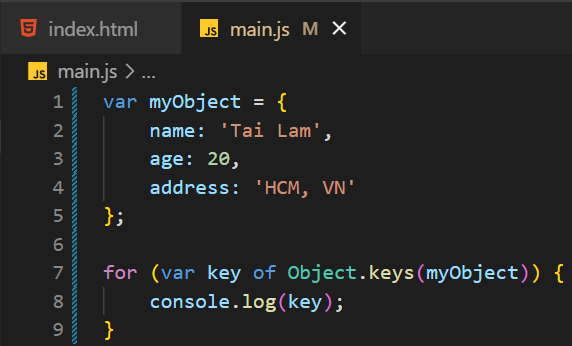 index.html main.js M
JS main.js > ...
1 var myObject = {
2     name: 'Tai Lam',
3     age: 20,
4     address: 'HCM, VN'
5 };
6
7 for (var key of Object.keys(myObject)) {
8     console.log(key);
9 }